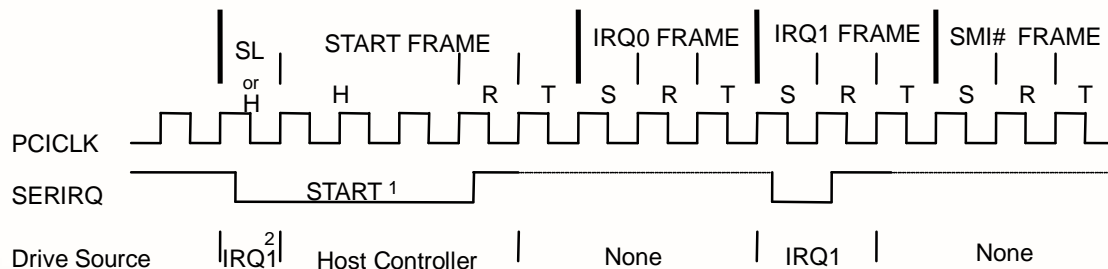 SL
or
H
START FRAME
IRQ0 FRAME
IRQ1 FRAME
SMI# FRAME
H R T S R T S R T S R T
PCICLK
SERIRQ
START 1
Drive Source
IRQ1 2
Host Controller
None
IRQ1
None